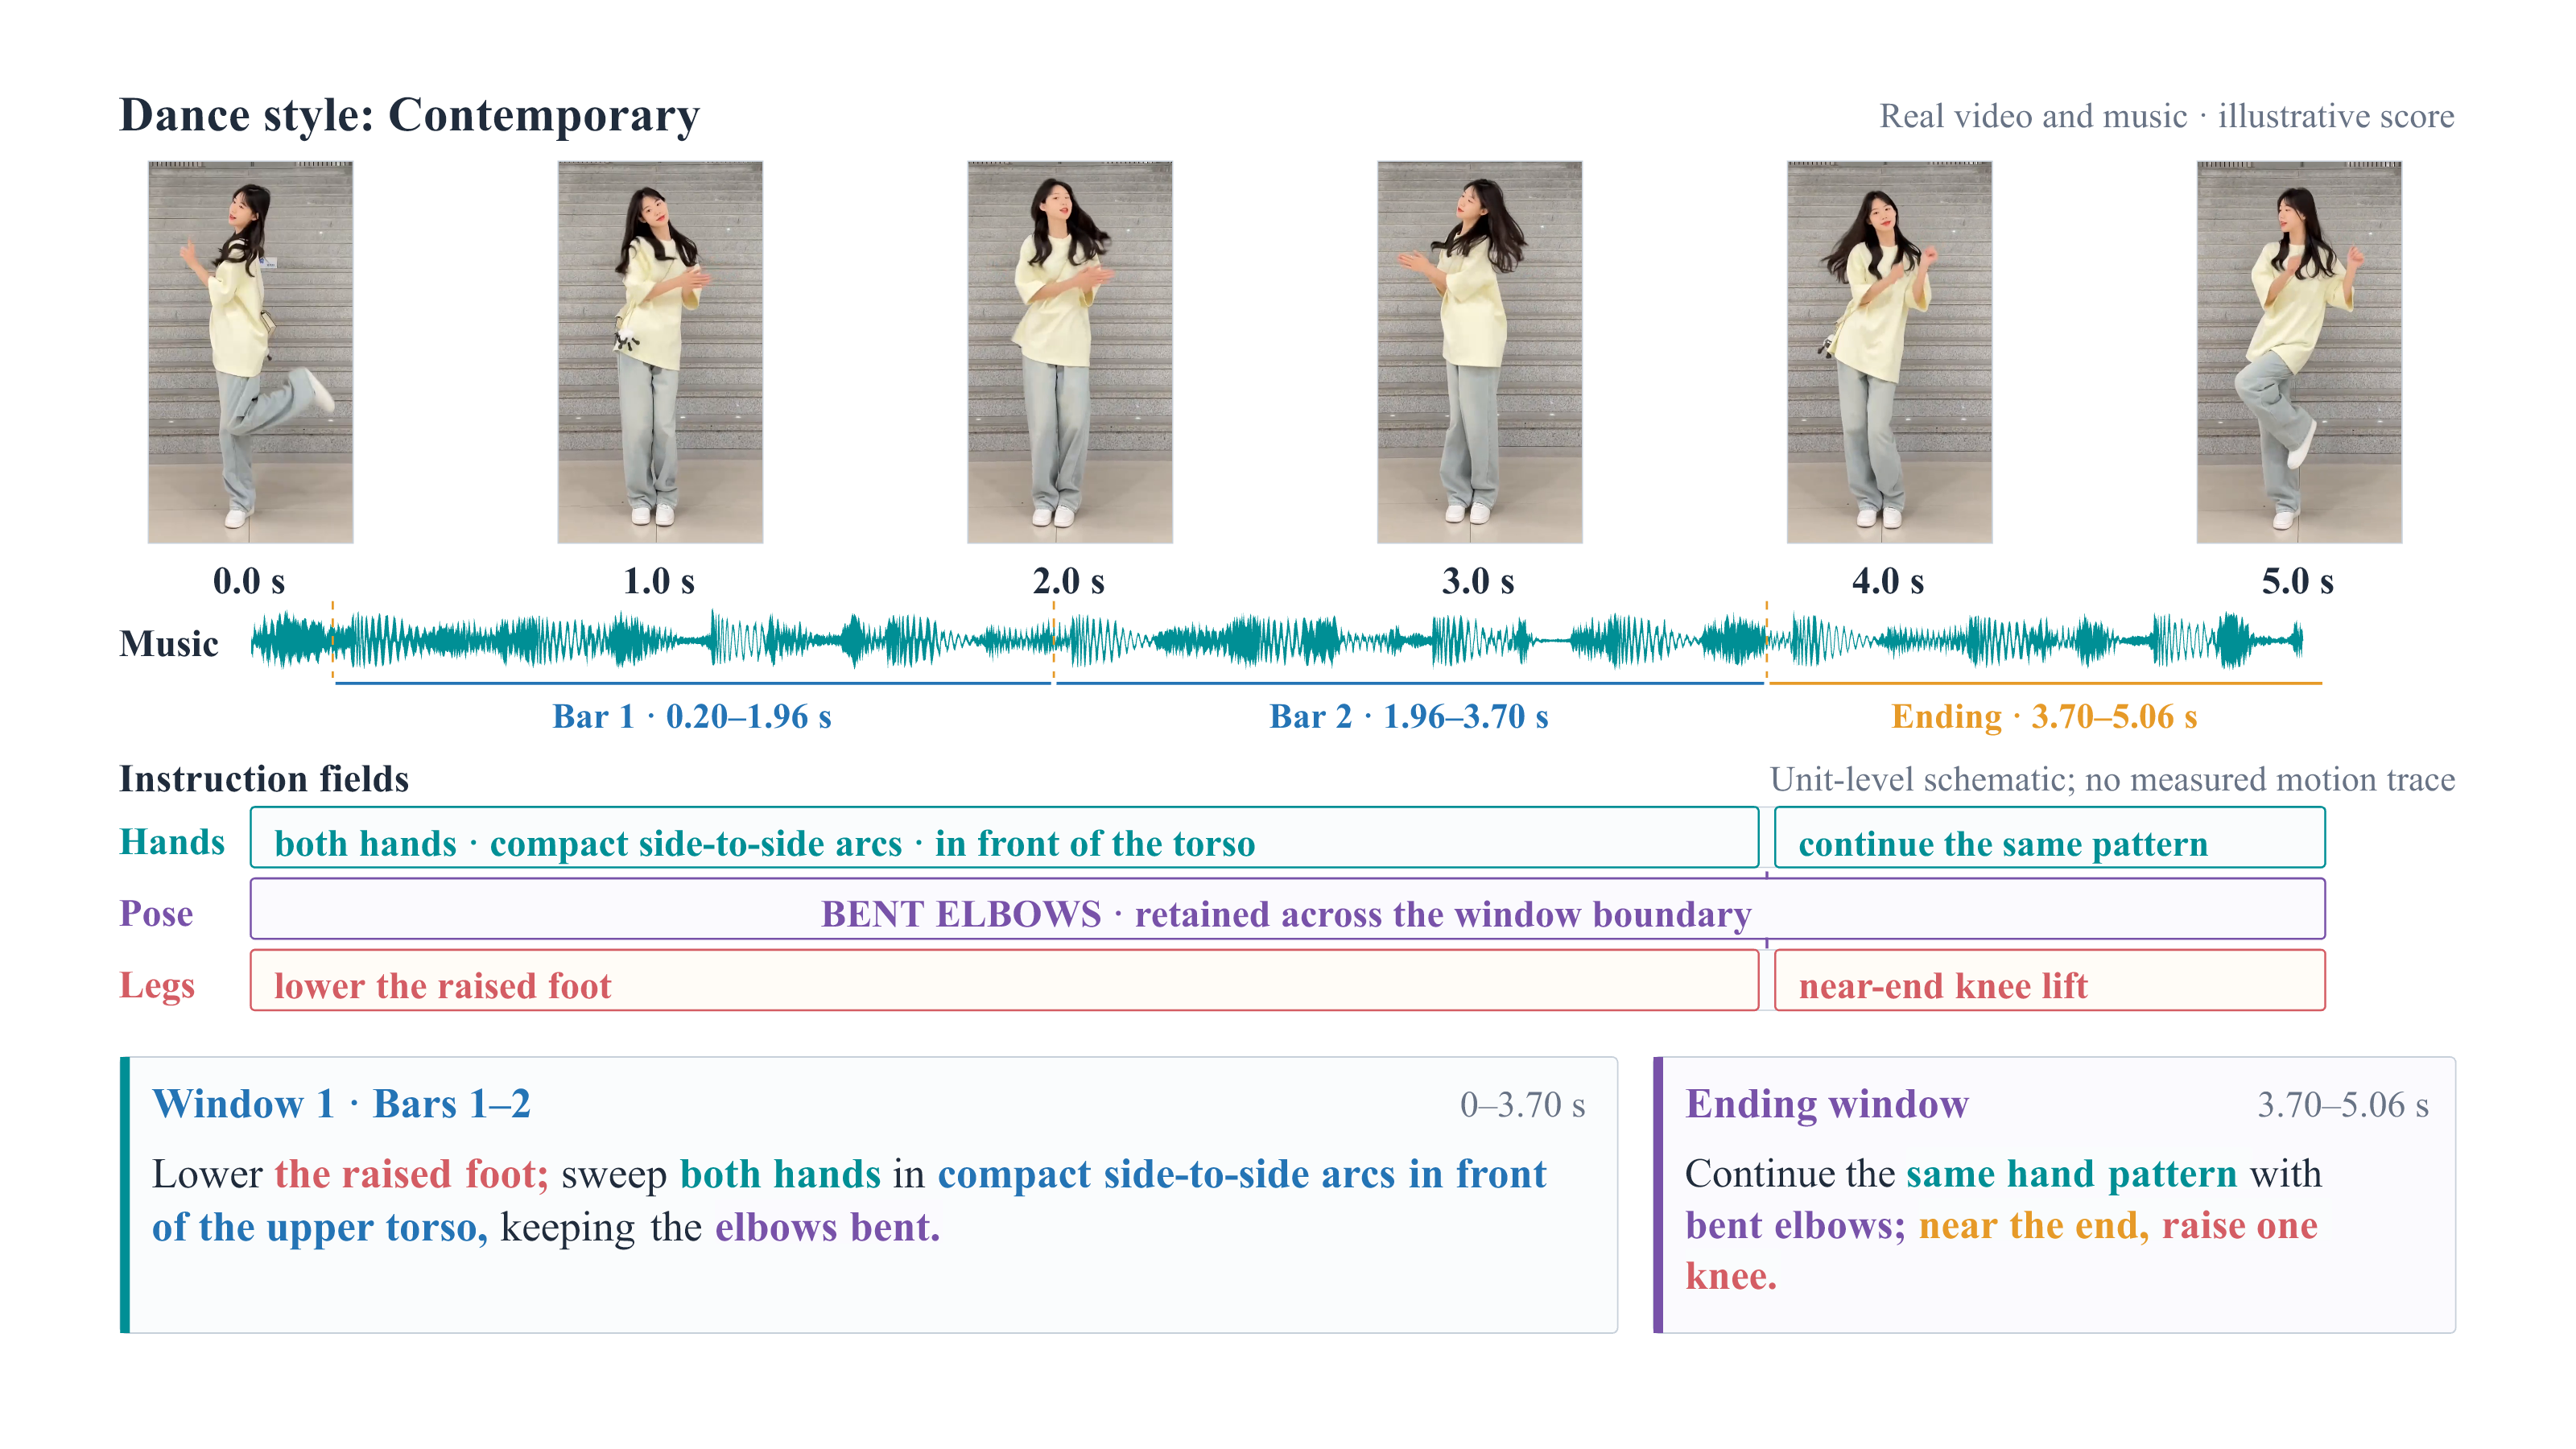 Dance style: Contemporary
Real video and music · illustrative score
0.0 s
1.0 s
2.0 s
3.0 s
4.0 s
5.0 s
Music
Bar 1 · 0.20–1.96 s
Bar 2 · 1.96–3.70 s
Ending · 3.70–5.06 s
Instruction fields
Unit-level schematic; no measured motion trace
Hands
both hands · compact side-to-side arcs · in front of the torso
continue the same pattern
Pose
BENT ELBOWS · retained across the window boundary
Legs
lower the raised foot
near-end knee lift
Window 1 · Bars 1–2
0–3.70 s
Lower the raised foot; sweep both hands in compact side-to-side arcs in front
of the upper torso, keeping the elbows bent.
Ending window
3.70–5.06 s
Continue the same hand pattern with
bent elbows; near the end, raise one
knee.